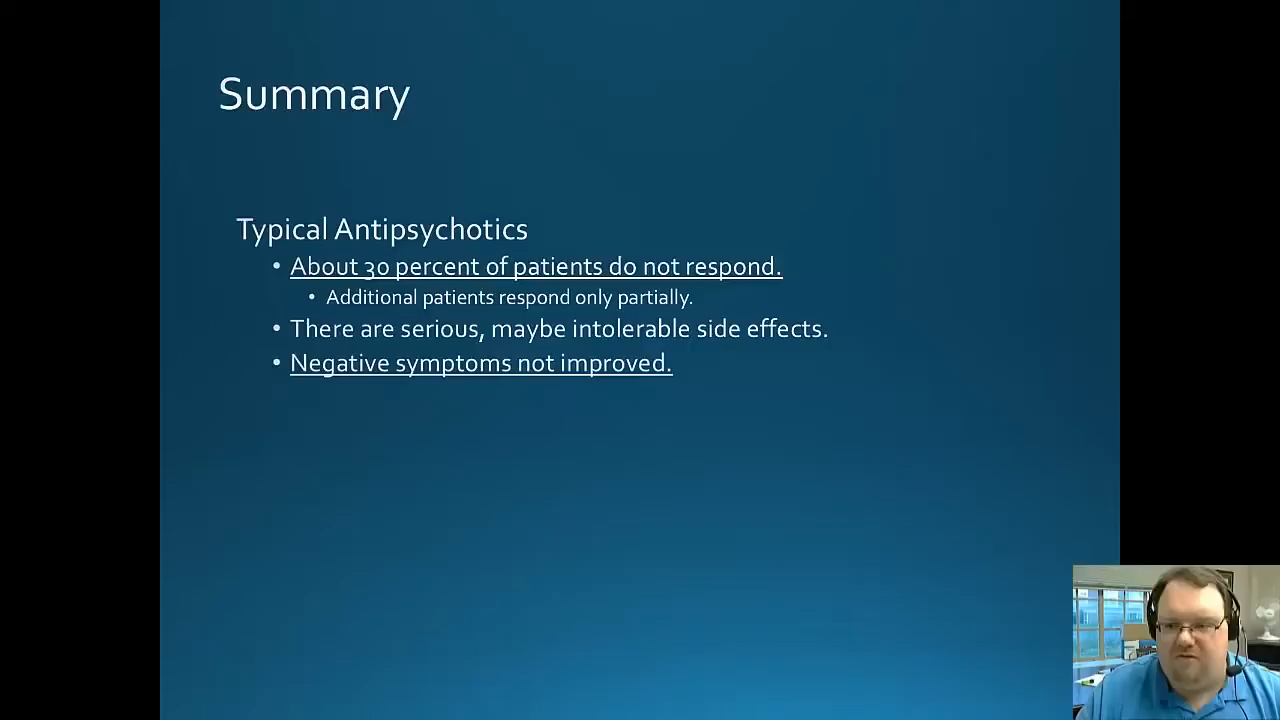 Summary
Typical Antipsychotics
• About 30 percent of patients do not respond.
• Additional patients respond only partially.
• There are serious, maybe intolerable side effects.
• Negative symptoms not improved.